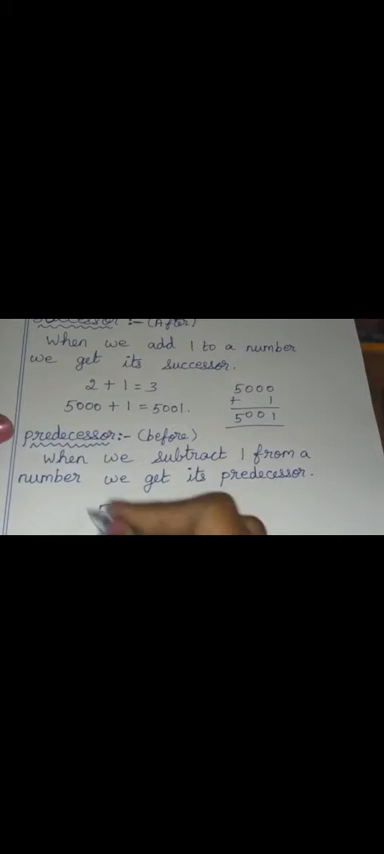 Successor :- (After)
When we add 1 to a number
we get its successor.
2 + 1 = 3
5000 + 1 = 5001.
5000
+ 1
5001
predecessor:- (before)
When we subtract 1 from a
number we get its predecessor.